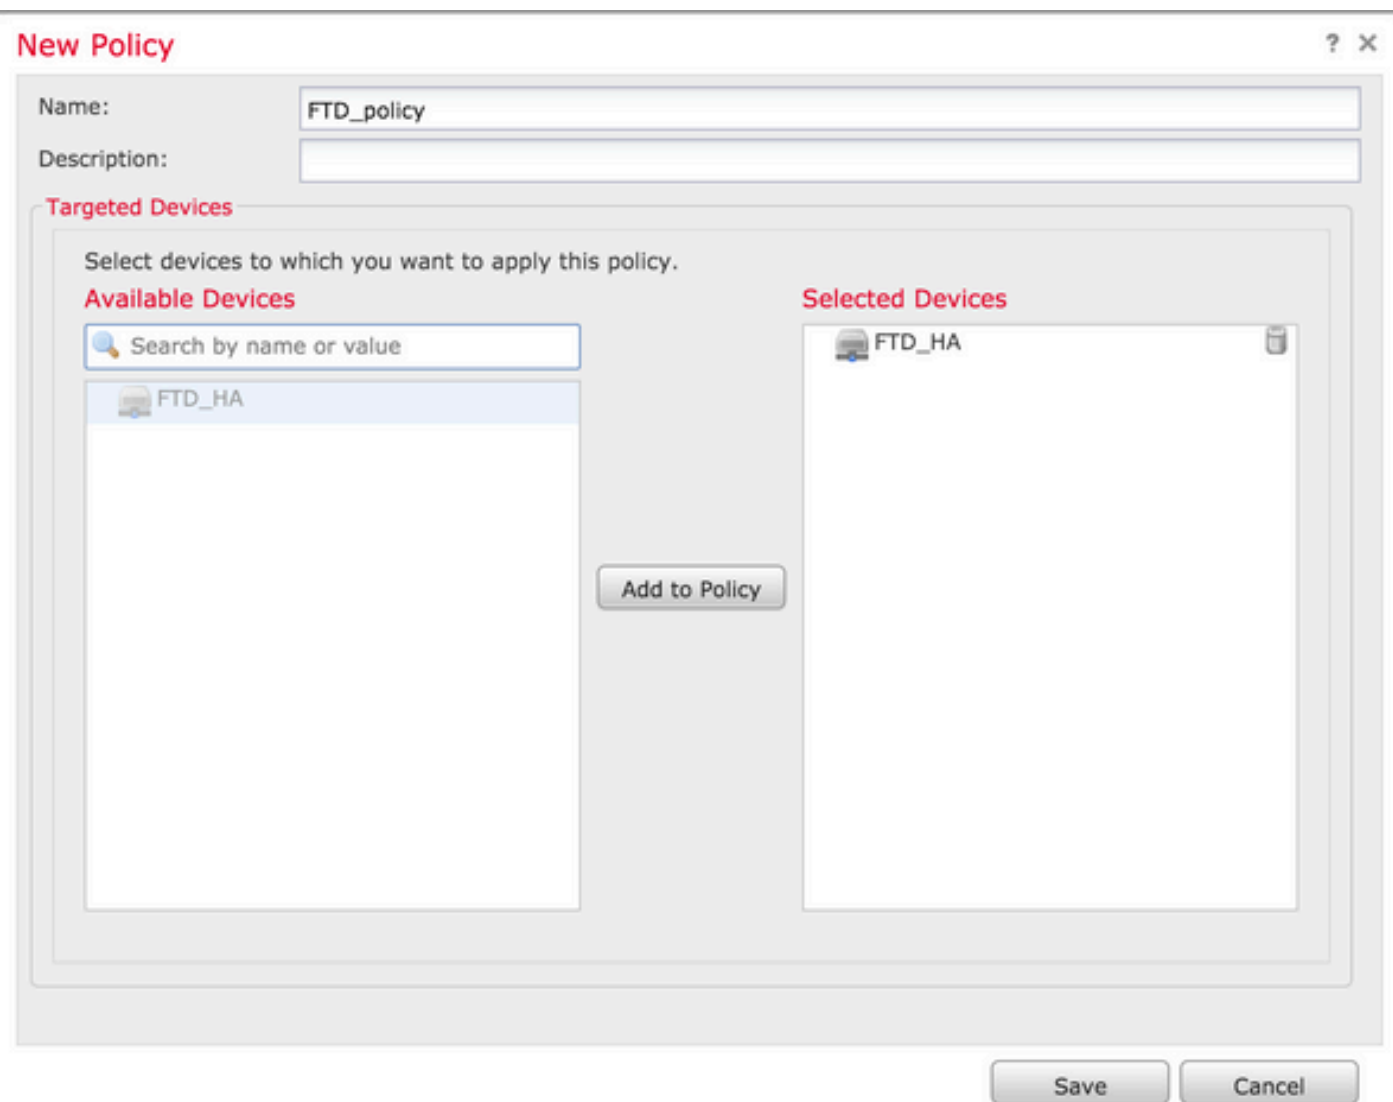 New Policy
?
Name:
FTD_policy
Description:
Targeted Devices
Select devices to which you want to apply this policy.
Available Devices
Selected Devices
Search by name or value
FTD_HA
FTD_HA
Add to Policy
Save
Cancel